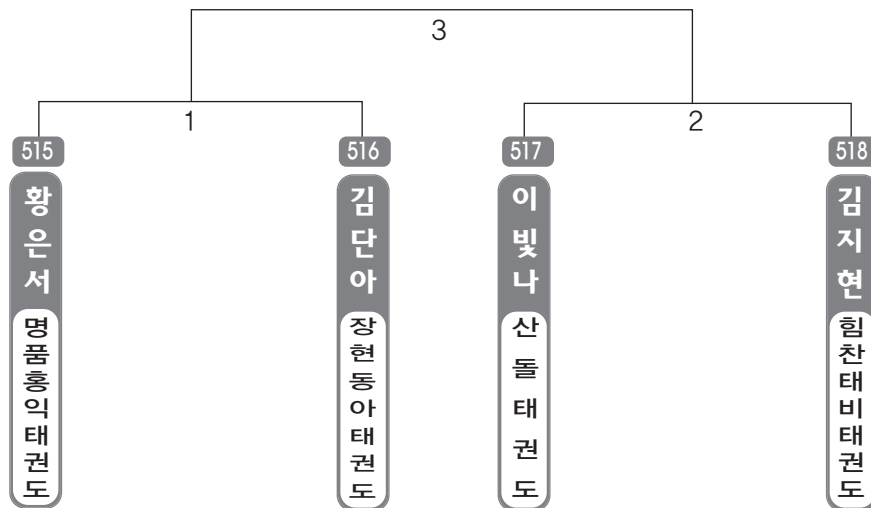 3
1
2
515
황은서
명품홍익태권도
516
김단아
장현동아태권도
517
이빛나
산돌태권도
518
김지현
힘찬태비태권도